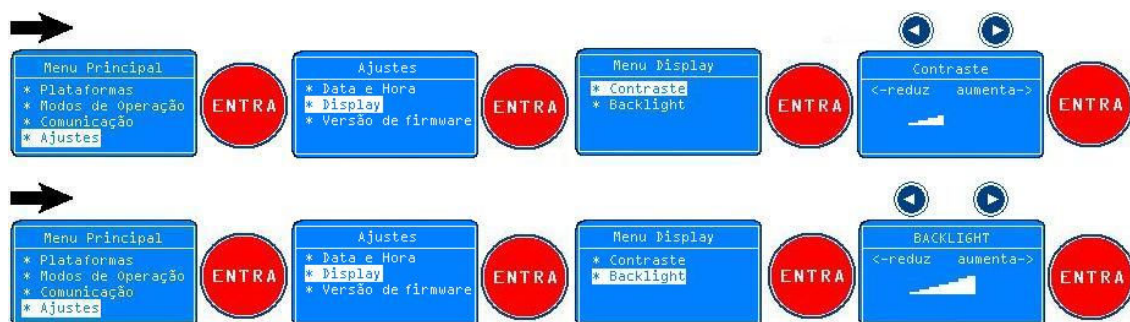 Menu Principal
* Plataformas
* Modos de Operação
* Comunicação
* Ajustes
ENTRA
Ajustes
* Data e Hora
* Display
* Versão de firmware
ENTRA
Menu Display
* Contraste
* Backlight
ENTRA
Contraste
<-reduz aumenta->
ENTRA
Menu Principal
* Plataformas
* Modos de Operação
* Comunicação
* Ajustes
ENTRA
Ajustes
* Data e Hora
* Display
* Versão de firmware
ENTRA
Menu Display
* Contraste
* Backlight
ENTRA
BACKLIGHT
<-reduz aumenta->
ENTRA